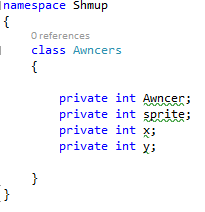 namespace Shmup
{
0 references
class Awncers
{
private int Awncer;
private int sprite;
private int x;
private int y;
}
}